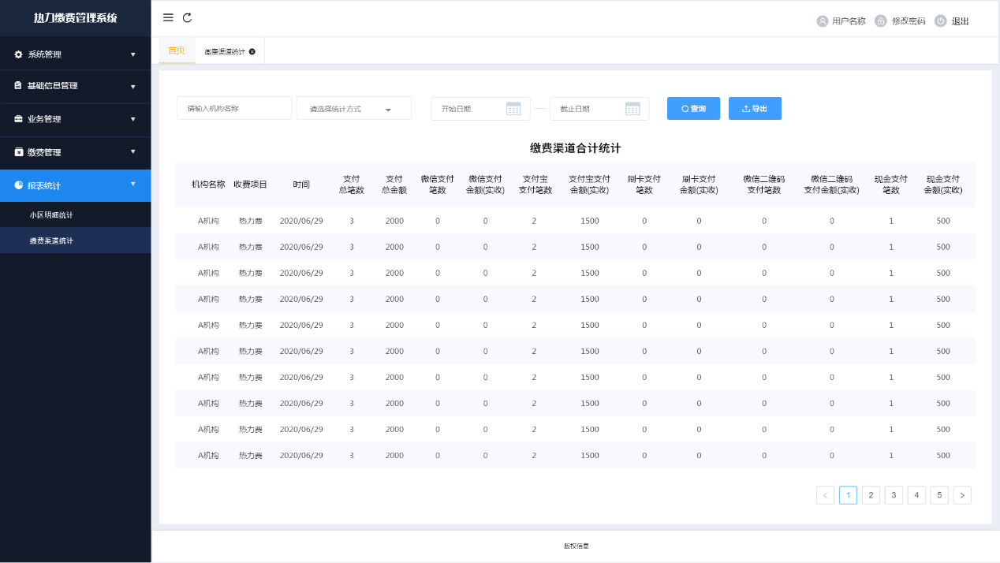 热力缴费管理系统
用户名称 修改密码 退出
首页 缴费渠道统计
系统管理
基础信息管理
业务管理
缴费管理
报表统计
小区明细统计
缴费渠道统计
请输入机构名称 请选择统计方式 开始日期 — 截止日期 查询 导出
缴费渠道合计统计
机构名称 收费项目 时间 支付总笔数 支付总金额 微信支付笔数 微信支付金额(实收) 支付宝支付笔数 支付宝支付金额(实收) 刷卡支付笔数 刷卡支付金额(实收) 微信二维码支付笔数 微信二维码支付金额(实收) 现金支付笔数 现金支付金额(实收)
A机构 热力费 2020/06/29 3 2000 0 0 2 1500 0 0 0 0 1 500
A机构 热力费 2020/06/29 3 2000 0 0 2 1500 0 0 0 0 1 500
A机构 热力费 2020/06/29 3 2000 0 0 2 1500 0 0 0 0 1 500
A机构 热力费 2020/06/29 3 2000 0 0 2 1500 0 0 0 0 1 500
A机构 热力费 2020/06/29 3 2000 0 0 2 1500 0 0 0 0 1 500
A机构 热力费 2020/06/29 3 2000 0 0 2 1500 0 0 0 0 1 500
A机构 热力费 2020/06/29 3 2000 0 0 2 1500 0 0 0 0 1 500
A机构 热力费 2020/06/29 3 2000 0 0 2 1500 0 0 0 0 1 500
A机构 热力费 2020/06/29 3 2000 0 0 2 1500 0 0 0 0 1 500
A机构 热力费 2020/06/29 3 2000 0 0 2 1500 0 0 0 0 1 500
< 1 2 3 4 5 >
版权信息